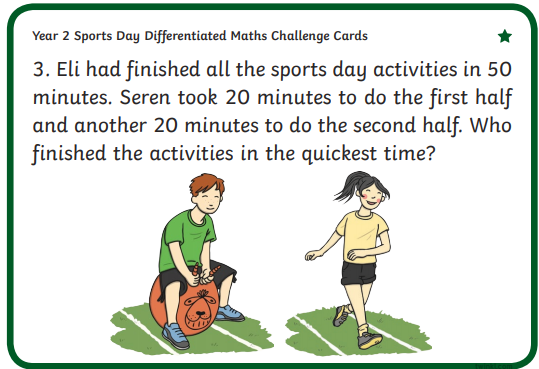 Year 2 Sports Day Differentiated Maths Challenge Cards
3. Eli had finished all the sports day activities in 50
minutes. Seren took 20 minutes to do the first half
and another 20 minutes to do the second half. Who
finished the activities in the quickest time?